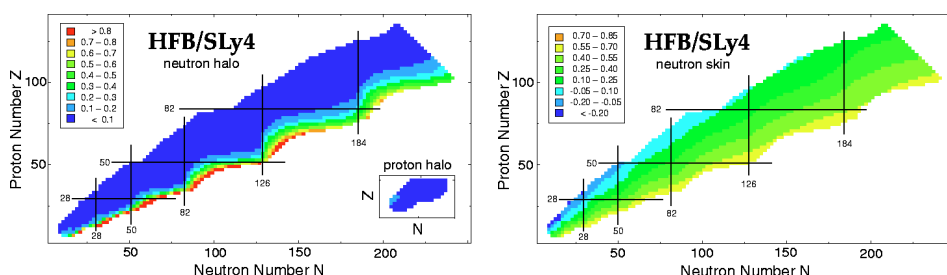 HFB/SLy4
neutron halo
> 0.8
0.7 – 0.8
0.6 – 0.7
0.5 – 0.6
0.4 – 0.5
0.3 – 0.4
0.2 – 0.3
0.1 – 0.2
< 0.1
Proton Number Z
100
50
82
50
28
28
50
82
126
184
proton halo
Z
N
50
100
150
200
Neutron Number N
HFB/SLy4
neutron skin
0.70 – 0.85
0.55 – 0.70
0.40 – 0.55
0.25 – 0.40
0.10 – 0.25
-0.05 – 0.10
-0.20 – -0.05
< -0.20
Proton Number Z
100
50
82
50
28
28
50
82
126
184
50
100
150
200
Neutron Number N